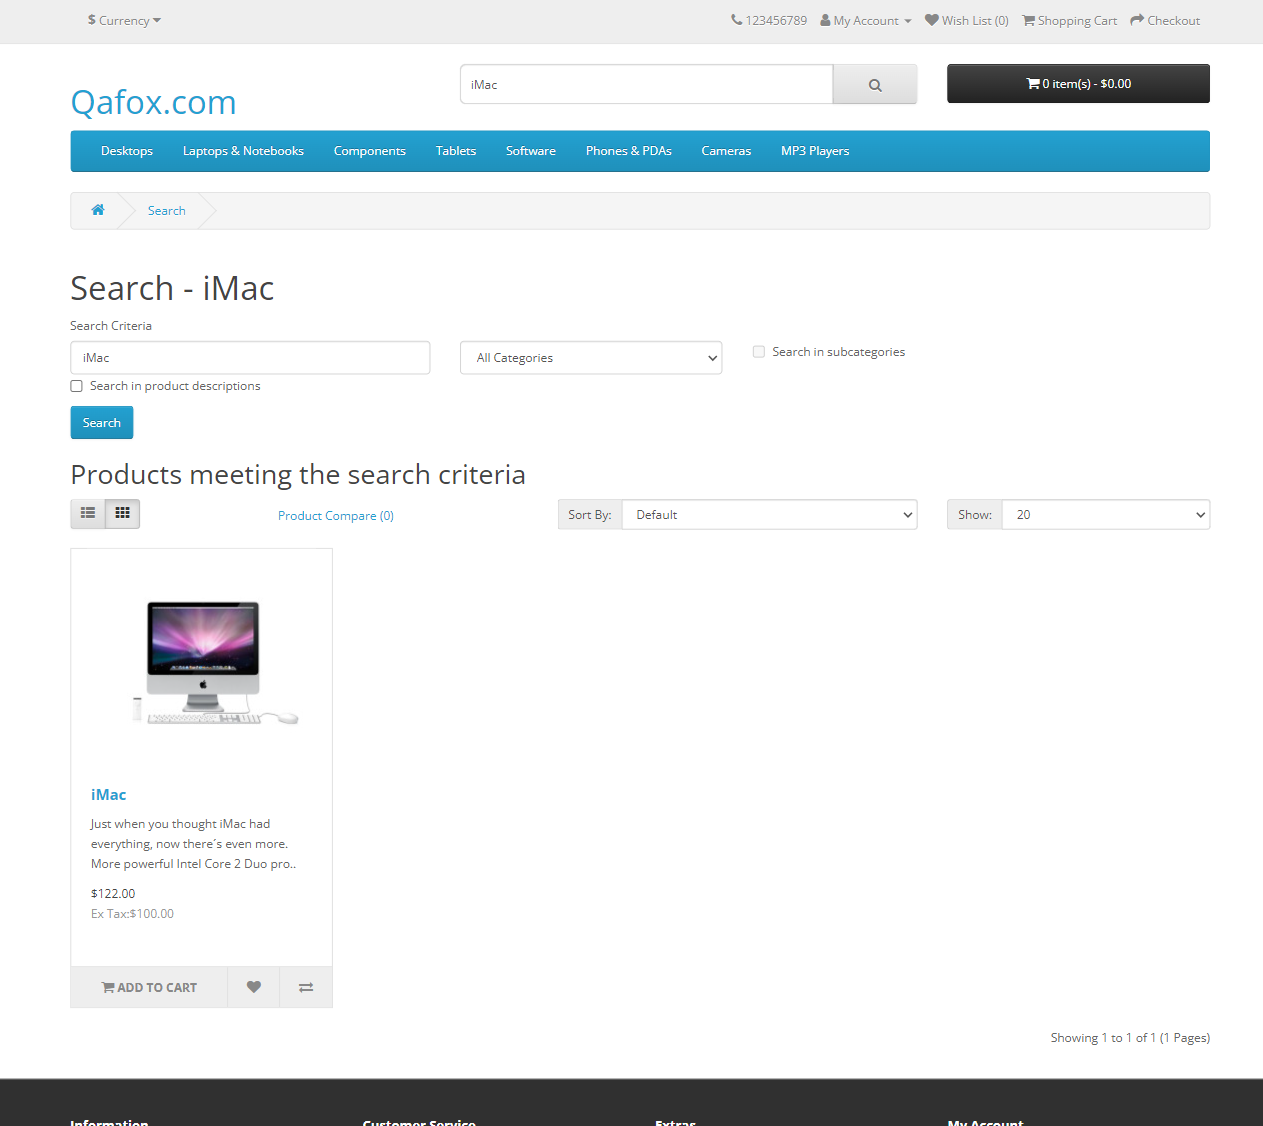 $ Currency
123456789 My Account Wish List (0) Shopping Cart Checkout
Qafox.com
iMac
0 item(s) - $0.00
Desktops Laptops & Notebooks Components Tablets Software Phones & PDAs Cameras MP3 Players
Search
Search - iMac
Search Criteria
iMac
All Categories
Search in subcategories
Search in product descriptions
Search
Products meeting the search criteria
Product Compare (0)
Sort By: Default
Show: 20
iMac
Just when you thought iMac had
everything, now there´s even more.
More powerful Intel Core 2 Duo pro..
$122.00
Ex Tax:$100.00
ADD TO CART
Showing 1 to 1 of 1 (1 Pages)
Information Customer Service Extras My Account